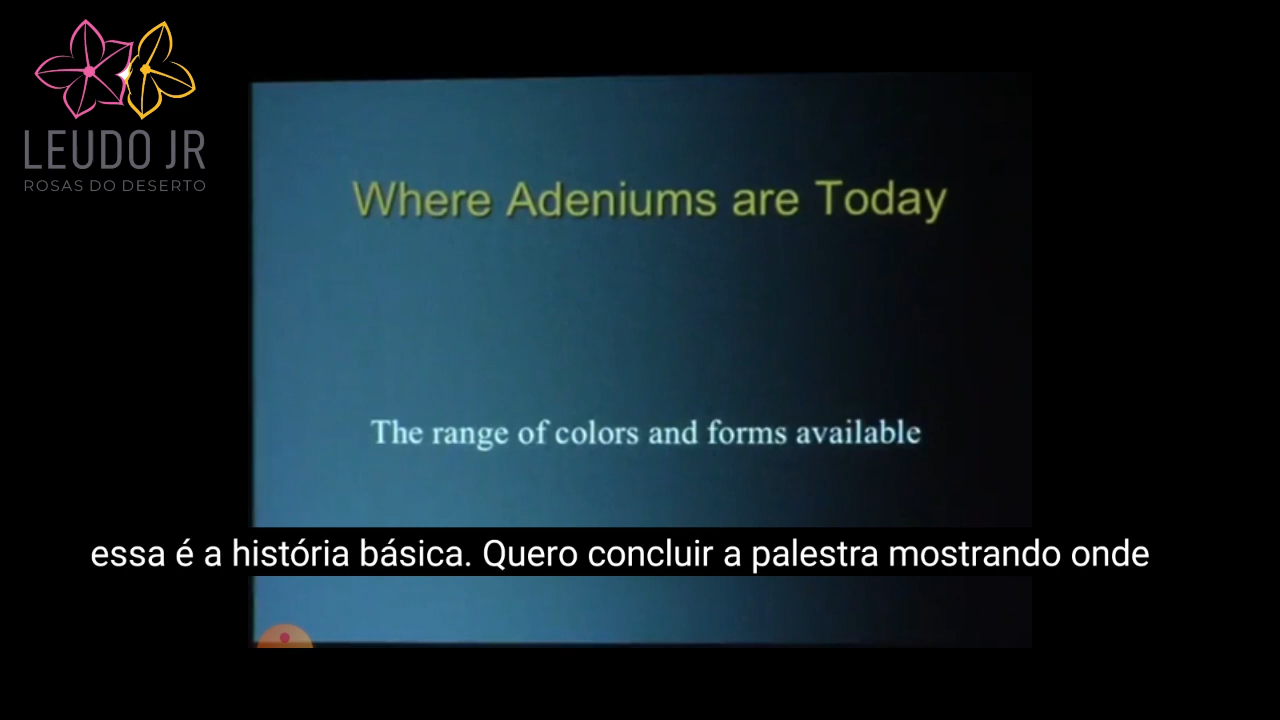 LEUDO JR
ROSAS DO DESERTO
Where Adeniums are Today
The range of colors and forms available
essa é a história básica. Quero concluir a palestra mostrando onde